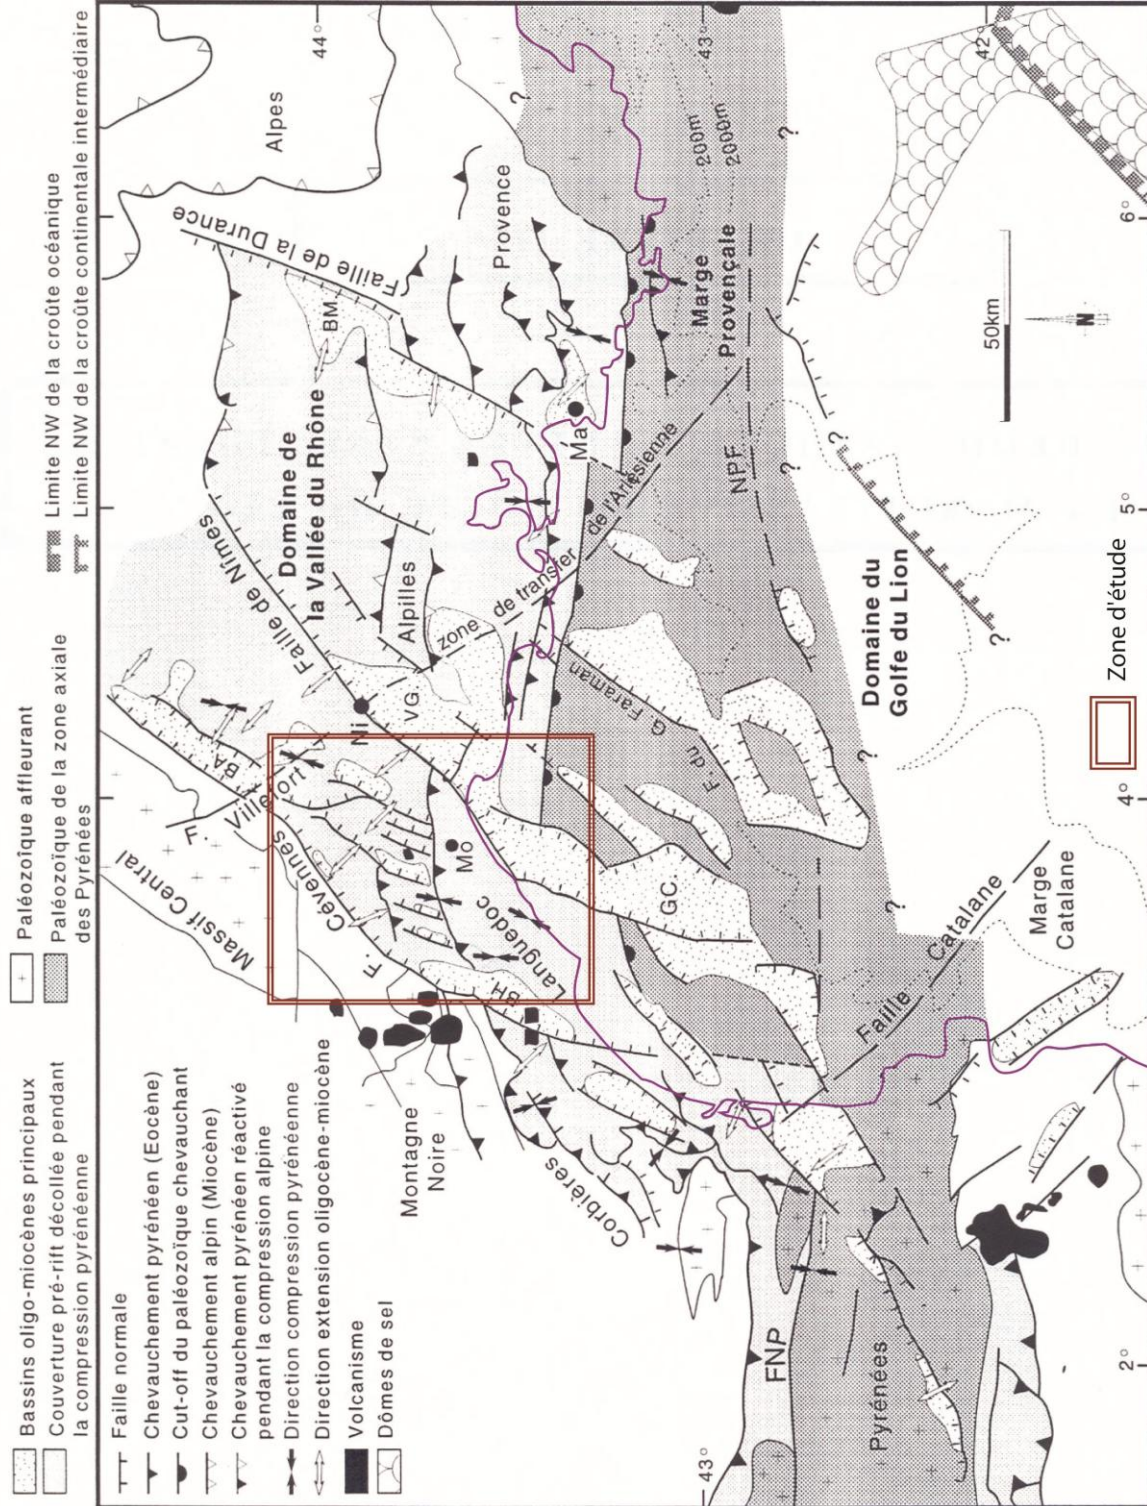 Bassins oligo-miocènes principaux
Couverture pré-rift décollée pendant
la compression pyrénéenne
Paléozoïque affleurant
Paléozoïque de la zone axiale
des Pyrénées
Limite NW de la croûte océanique
Limite NW de la croûte continentale intermédiaire
Faille normale
Chevauchement pyrénéen (Eocène)
Cut-off du paléozoïque chevauchant
Chevauchement alpin (Miocène)
Chevauchement pyrénéen réactivé
pendant la compression alpine
Direction compression pyrénéenne
Direction extension oligocène-miocène
Volcanisme
Dômes de sel
Massif Central
Montagne
Noire
Corbières
F. Villefort
F. Cévennes
BA
BH
Languedoc
Mo
Ni
VG.
Faille de Nîmes
Domaine de
la Vallée du Rhône
Alpilles
BM
Faille de la Durance
Alpes
Provence
Ma
zone de transfert de l'Arlésienne
Marge
Provençale
200m
2000m
NPF
F. du G. Faraman
GC.
Domaine du
Golfe du Lion
Faille Catalane
Marge
Catalane
FNP
Pyrénées
?
?
?
?
?
?
?
?
44°
43°
42°
43°
2°
4°
5°
6°
50km
N
Zone d'étude